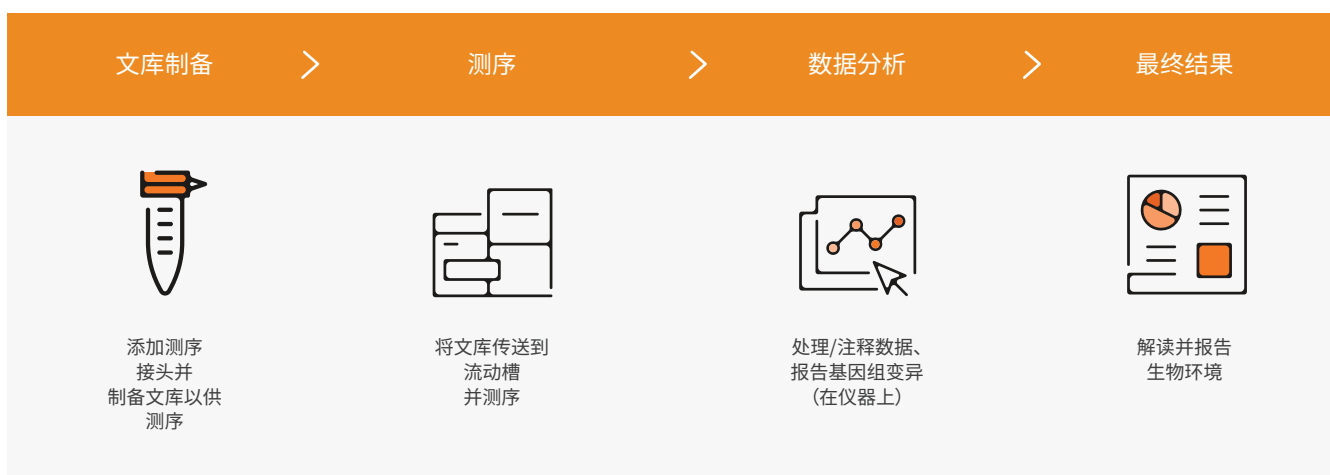 文库制备
测序
数据分析
最终结果
添加测序
接头并
制备文库以供
测序
将文库传送到
流动槽
并测序
处理/注释数据、
报告基因组变异
（在仪器上）
解读并报告
生物环境